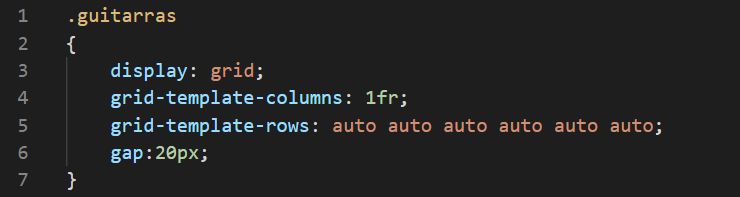 1 .guitarras
2 {
3 display: grid;
4 grid-template-columns: 1fr;
5 grid-template-rows: auto auto auto auto auto auto;
6 gap:20px;
7 }